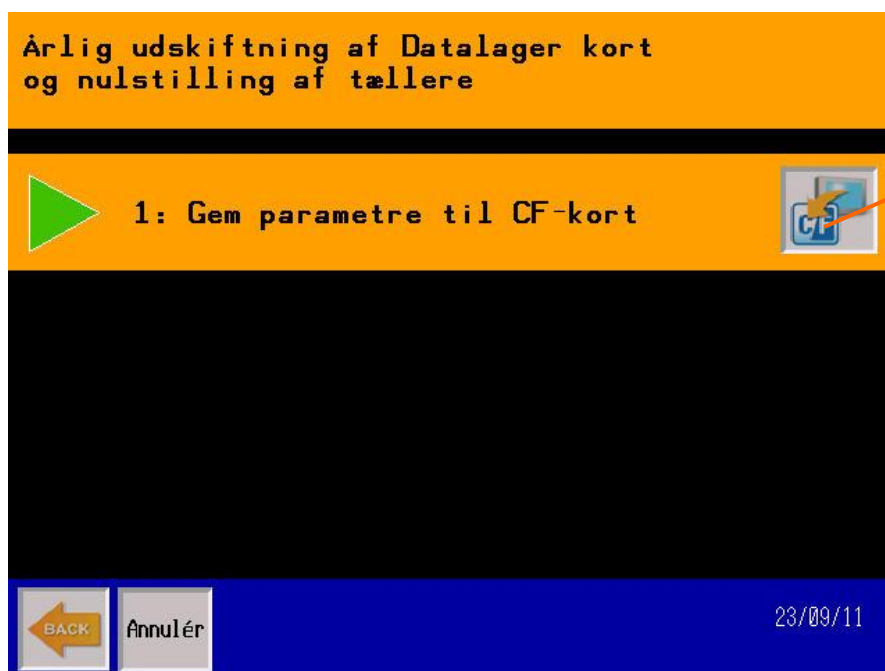 Årlig udskiftning af Datalager kort
og nulstilling af tællere
1: Gem parametre til CF-kort
CF
BACK
Annulér
23/09/11